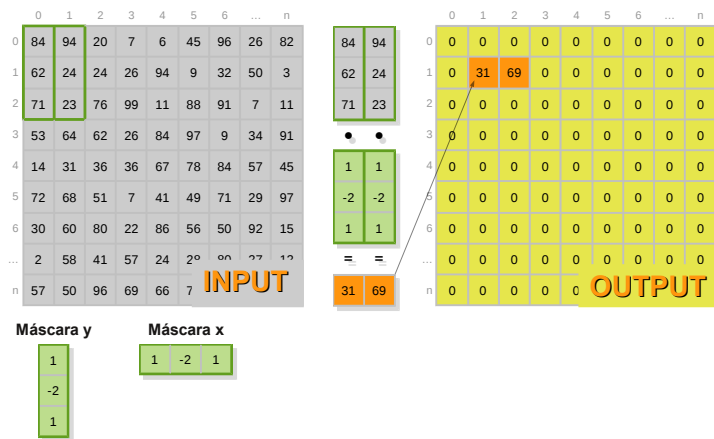 0 1 2 3 4 5 6 ... n
0 84 94 20 7 6 45 96 26 82
1 62 24 24 26 94 9 32 50 3
2 71 23 76 99 11 88 91 7 11
3 53 64 62 26 84 97 9 34 91
4 14 31 36 36 67 78 84 57 45
5 72 68 51 7 41 49 71 29 97
6 30 60 80 22 86 56 50 92 15
... 2 58 41 57 24
n 57 50 96 69 66 7
INPUT
84 94
62 24
71 23
• •
1 1
-2 -2
1 1
= =
31 69
0 1 2 3 4 5 6 ... n
0 0 0 0 0 0 0 0 0 0
1 0 31 69 0 0 0 0 0 0
2 0 0 0 0 0 0 0 0 0
3 0 0 0 0 0 0 0 0 0
4 0 0 0 0 0 0 0 0 0
5 0 0 0 0 0 0 0 0 0
6 0 0 0 0 0 0 0 0 0
... 0 0 0 0 0 0 0 0 0
n 0 0 0 0 0
OUTPUT
Máscara y
1
-2
1
Máscara x
1 -2 1